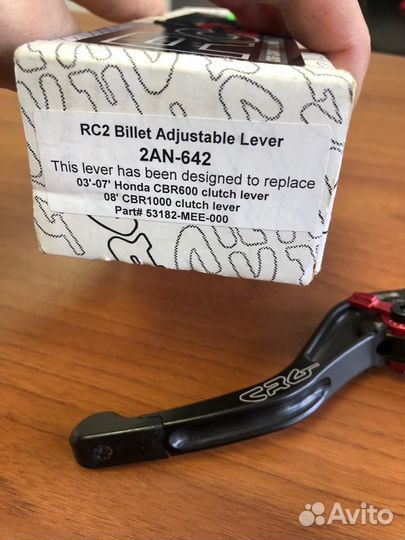 RC2 Billet Adjustable Lever
2AN-642
This lever has been designed to replace
03'-07' Honda CBR600 clutch lever
08' CBR1000 clutch lever
Part# 53182-MEE-000
CRG
Avito